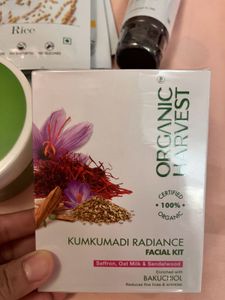 Rice
ORGANIC
HARVEST
®
CERTIFIED
100%
ORGANIC
KUMKUMADI RADIANCE
FACIAL KIT
Saffron, Oat Milk & Sandalwood
Enriched with
BAKUCHIOL
Reduces fine lines & wrinkles